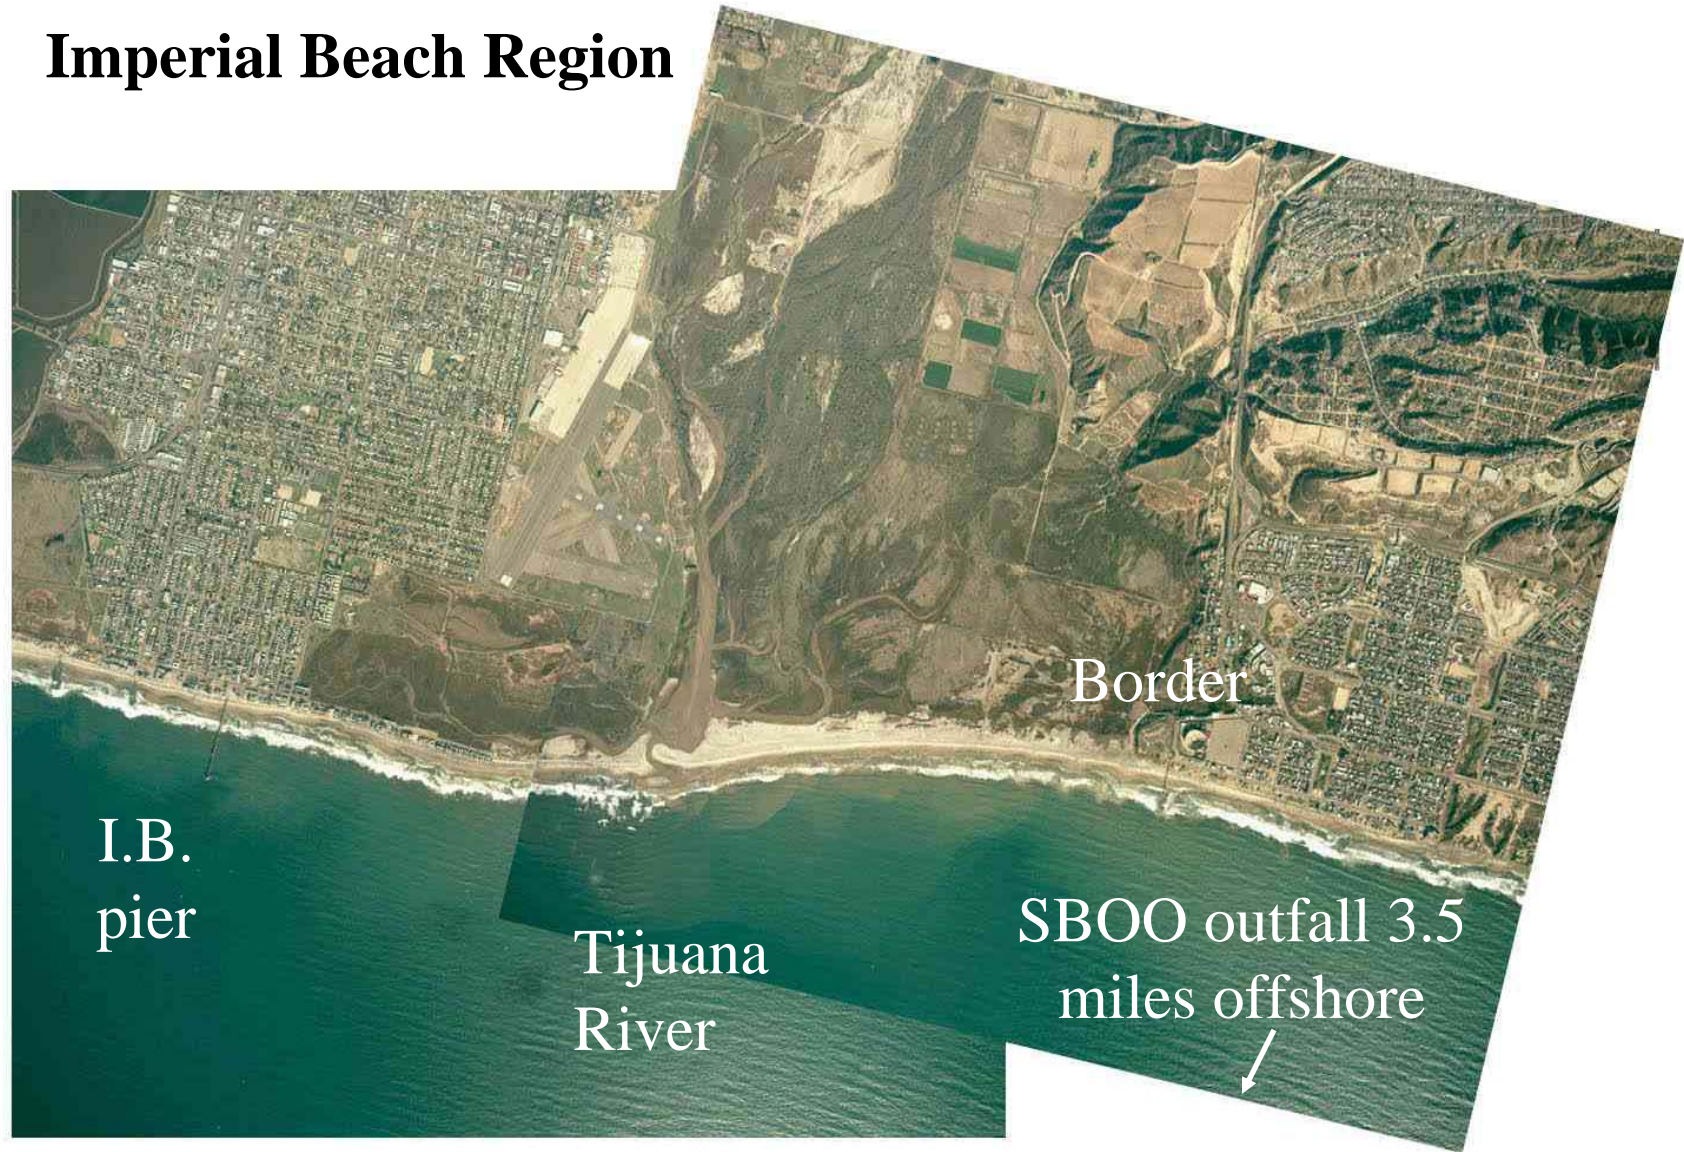 Imperial Beach Region
Border
I.B.
pier
Tijuana
River
SBOO outfall 3.5
miles offshore